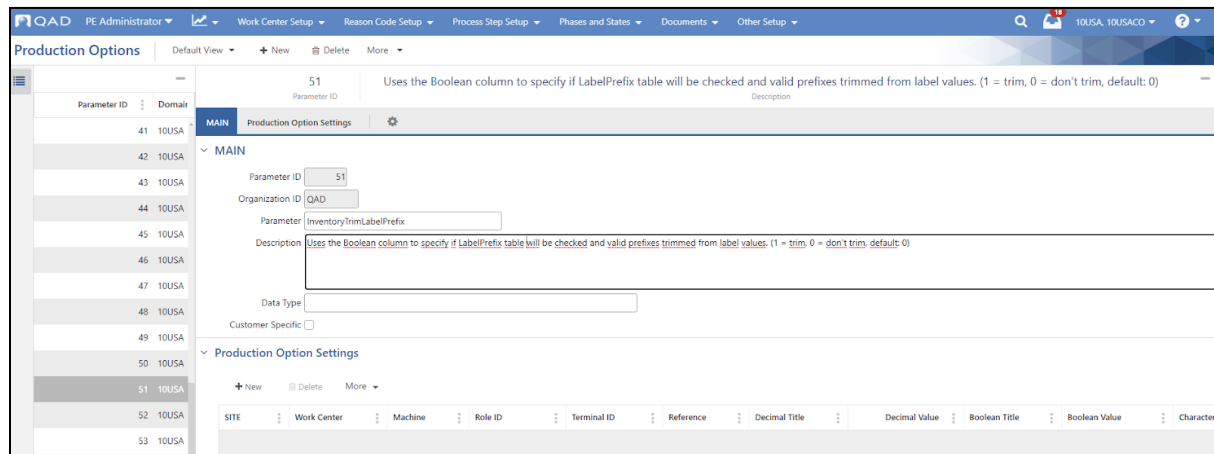 QAD PE Administrator Work Center Setup Reason Code Setup Process Step Setup Phases and States Documents Other Setup 18 10USA, 10USACO ?
Production Options Default View + New Delete More
51 Uses the Boolean column to specify if LabelPrefix table will be checked and valid prefixes trimmed from label values. (1 = trim, 0 = don't trim, default: 0)
Parameter ID Description
Parameter ID Domain
41 10USA
42 10USA
43 10USA
44 10USA
45 10USA
46 10USA
47 10USA
48 10USA
49 10USA
50 10USA
51 10USA
52 10USA
53 10USA
MAIN Production Option Settings
MAIN
Parameter ID 51
Organization ID QAD
Parameter InventoryTrimLabelPrefix
Description Uses the Boolean column to specify if LabelPrefix table will be checked and valid prefixes trimmed from label values. (1 = trim, 0 = don't trim, default: 0)
Data Type
Customer Specific
Production Option Settings
+ New Delete More
SITE Work Center Machine Role ID Terminal ID Reference Decimal Title Decimal Value Boolean Title Boolean Value Character